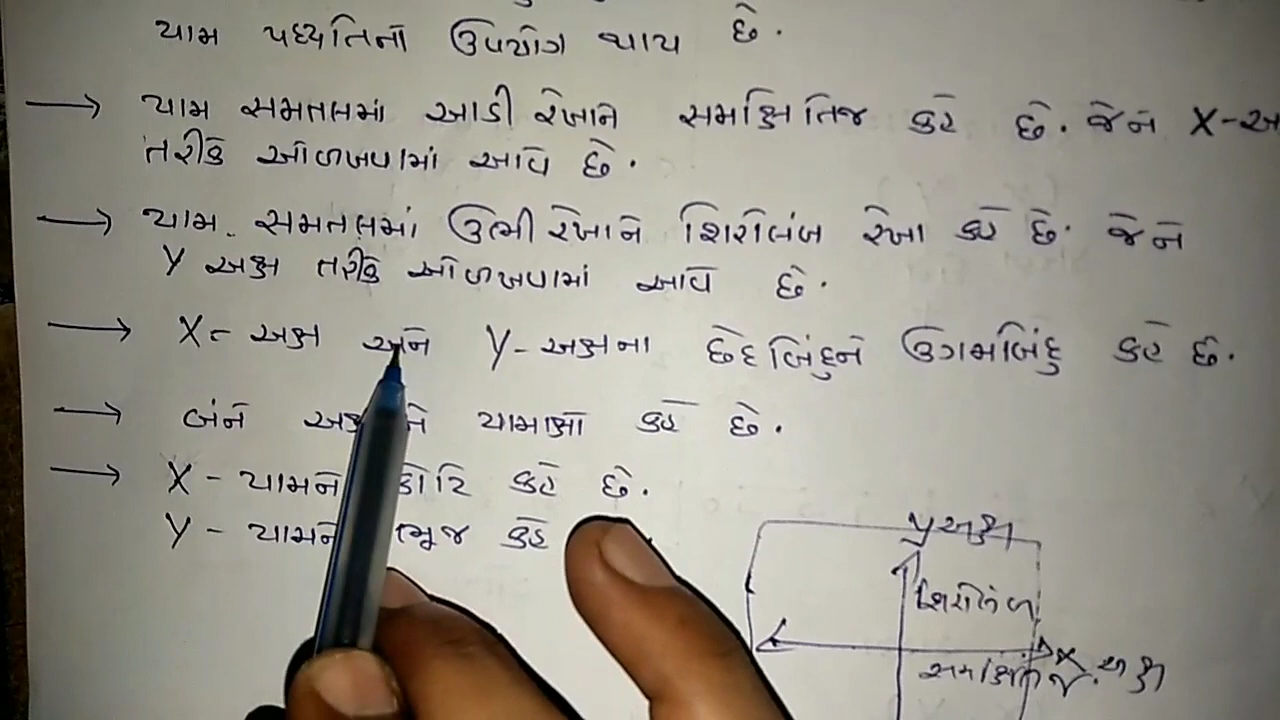 યામ પધ્ધતિનો ઉપયોગ થાય છે.
→ યામ સમતલમાં આડી રેખાને સમક્ષિતિજ કહે છે. જેને X-અ
તરીકે ઓળખવામાં આવે છે.
→ યામ સમતલમાં ઉભી રેખાને શિરોલંબ રેખા કહે છે. જેને
Y અક્ષ તરીકે ઓળખવામાં આવે છે.
→ X- અક્ષ અને Y- અક્ષના છેદબિંદુને ઉગમબિંદુ કહે છે.
→ બંને યામાક્ષો કહે છે.
→ X - યામને કોટિ કહે છે.
Y - યામને ભૂજ કહે
y અક્ષ
શિરોલંબ
X અક્ષ
સમક્ષિતિજ